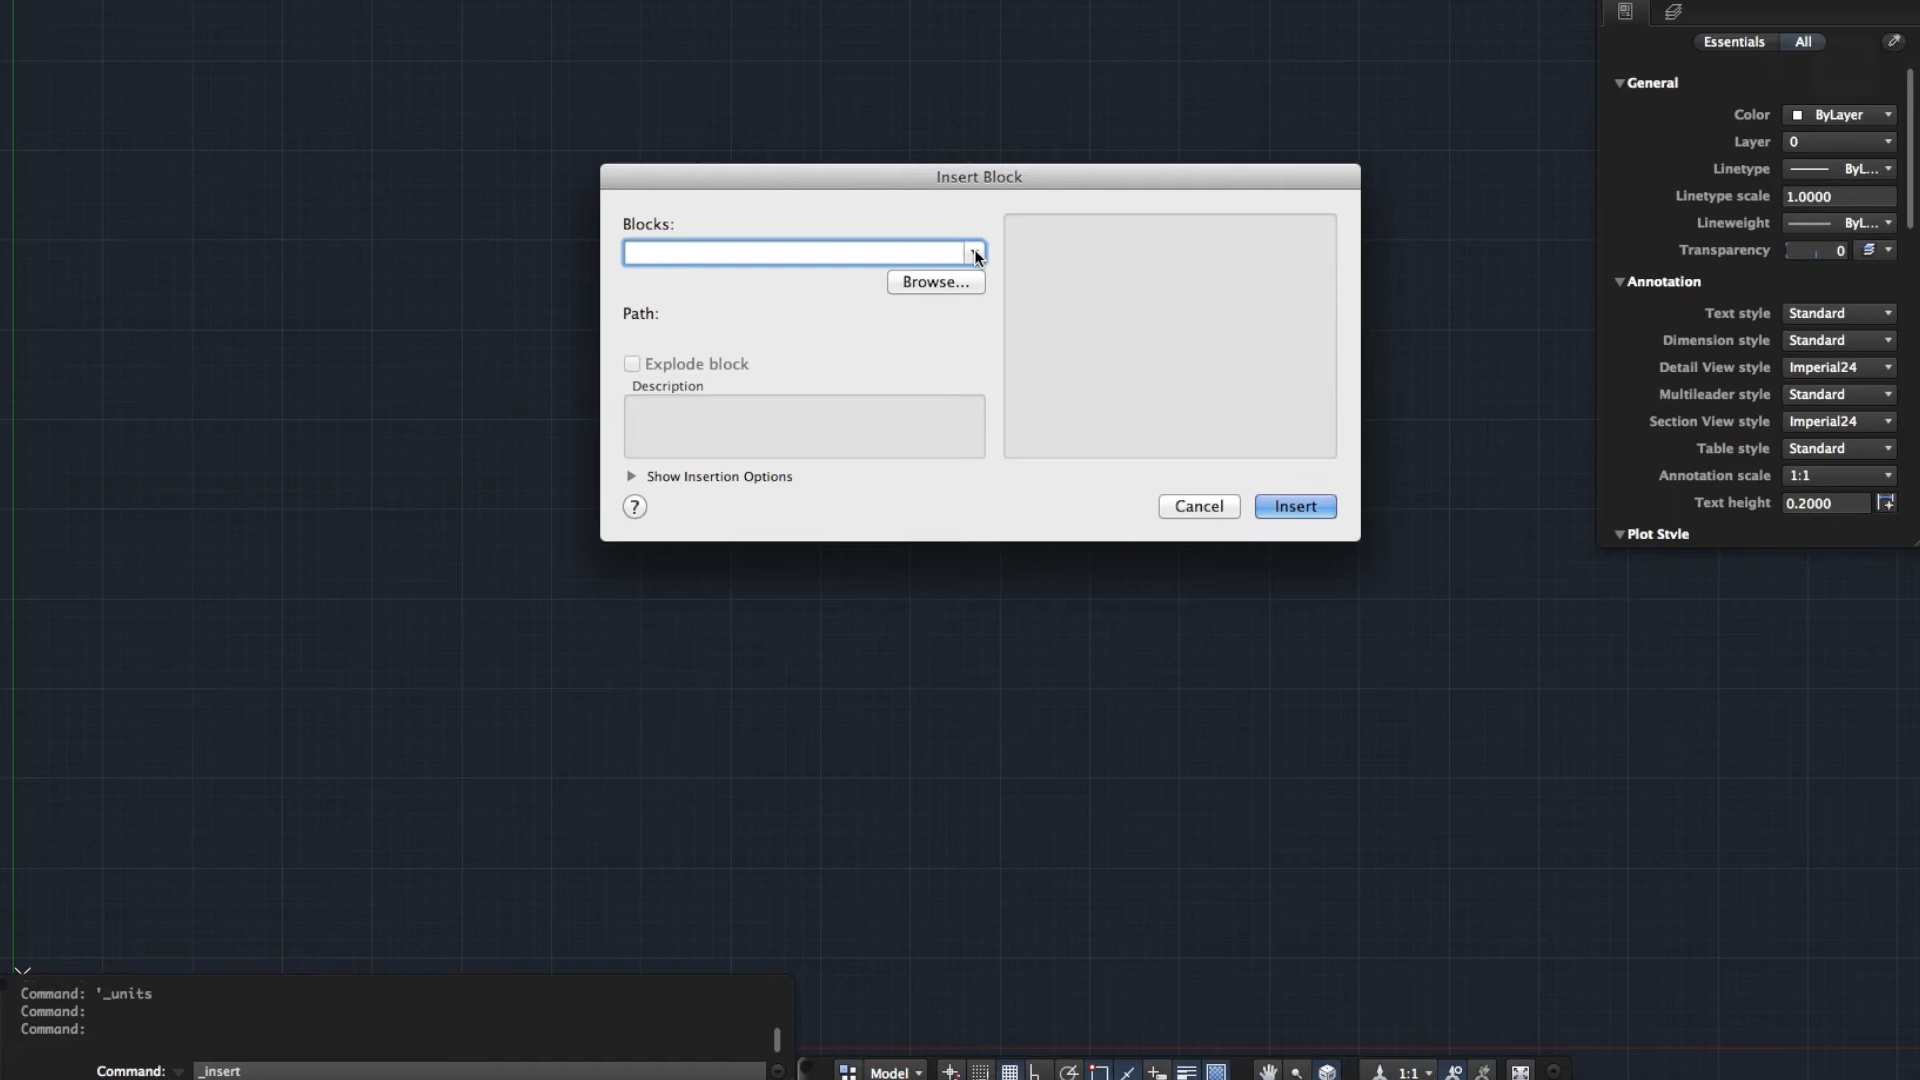 Essentials All
General
Color ByLayer
Layer 0
Linetype ByL...
Linetype scale 1.0000
Lineweight ByL...
Transparency 0
Annotation
Text style Standard
Dimension style Standard
Detail View style Imperial24
Multileader style Standard
Section View style Imperial24
Table style Standard
Annotation scale 1:1
Text height 0.2000
Plot Style
Insert Block
Blocks:
Browse...
Path:
Explode block
Description
Show Insertion Options
? Cancel Insert
Command: '_units
Command:
Command:
Command: _insert
Model 1:1